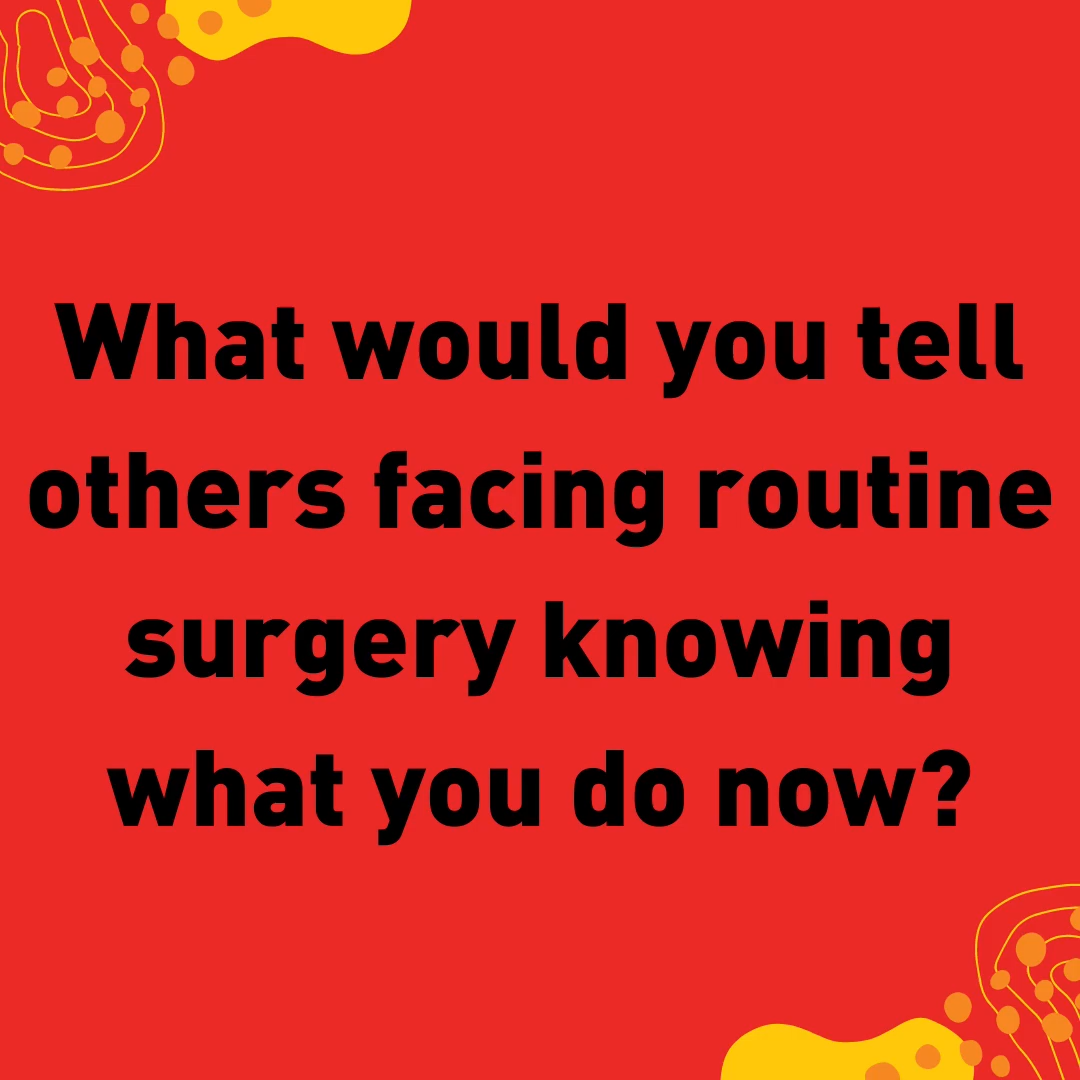 What would you tell
others facing routine
surgery knowing
what you do now?